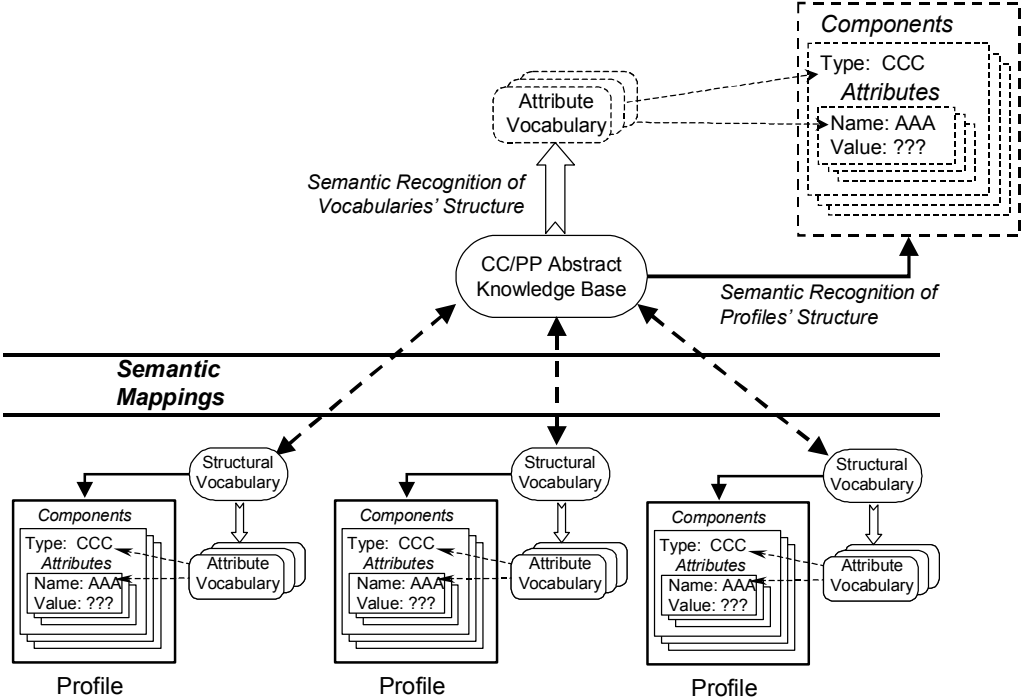 Components
Type: CCC
Attributes
Name: AAA
Value: ???
Attribute
Vocabulary
Semantic Recognition of
Vocabularies' Structure
CC/PP Abstract
Knowledge Base
Semantic Recognition of
Profiles' Structure
Semantic
Mappings
Structural
Vocabulary
Components
Type: CCC
Attributes
Name: AAA
Value: ???
Attribute
Vocabulary
Profile
Structural
Vocabulary
Components
Type: CCC
Attributes
Name: AAA
Value: ???
Attribute
Vocabulary
Profile
Structural
Vocabulary
Components
Type: CCC
Attributes
Name: AAA
Value: ???
Attribute
Vocabulary
Profile